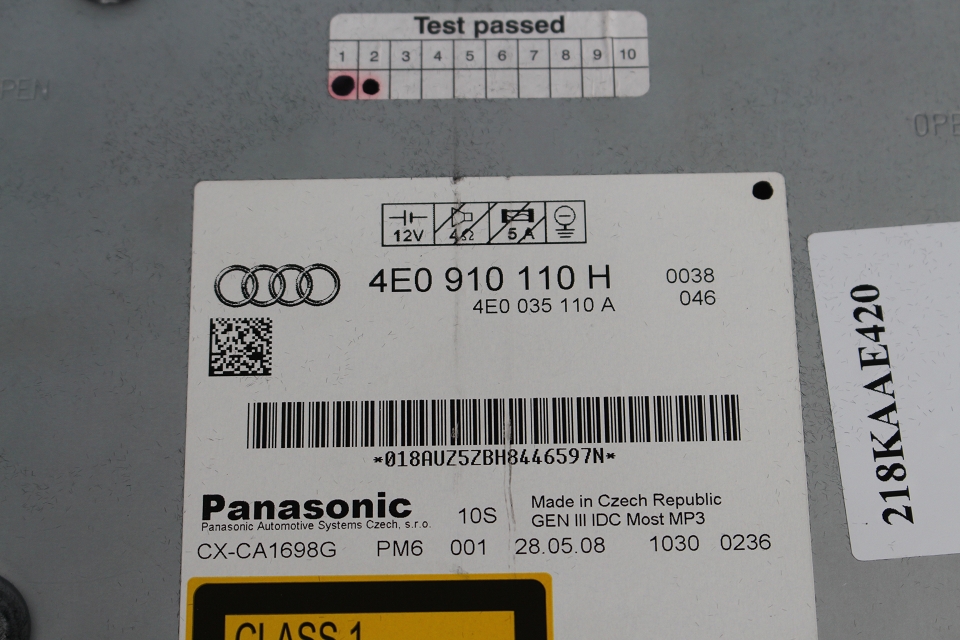 Test passed
1 2 3 4 5 6 7 8 9 10
OPEN
12V 4Ω 5 A
4E0 910 110 H 0038
4E0 035 110 A 046
*018AUZ5ZBH8446597N*
Panasonic
Panasonic Automotive Systems Czech, s.r.o.
10S
Made in Czech Republic
GEN III IDC Most MP3
CX-CA1698G PM6 001 28.05.08 1030 0236
CLASS 1
218KAAE420